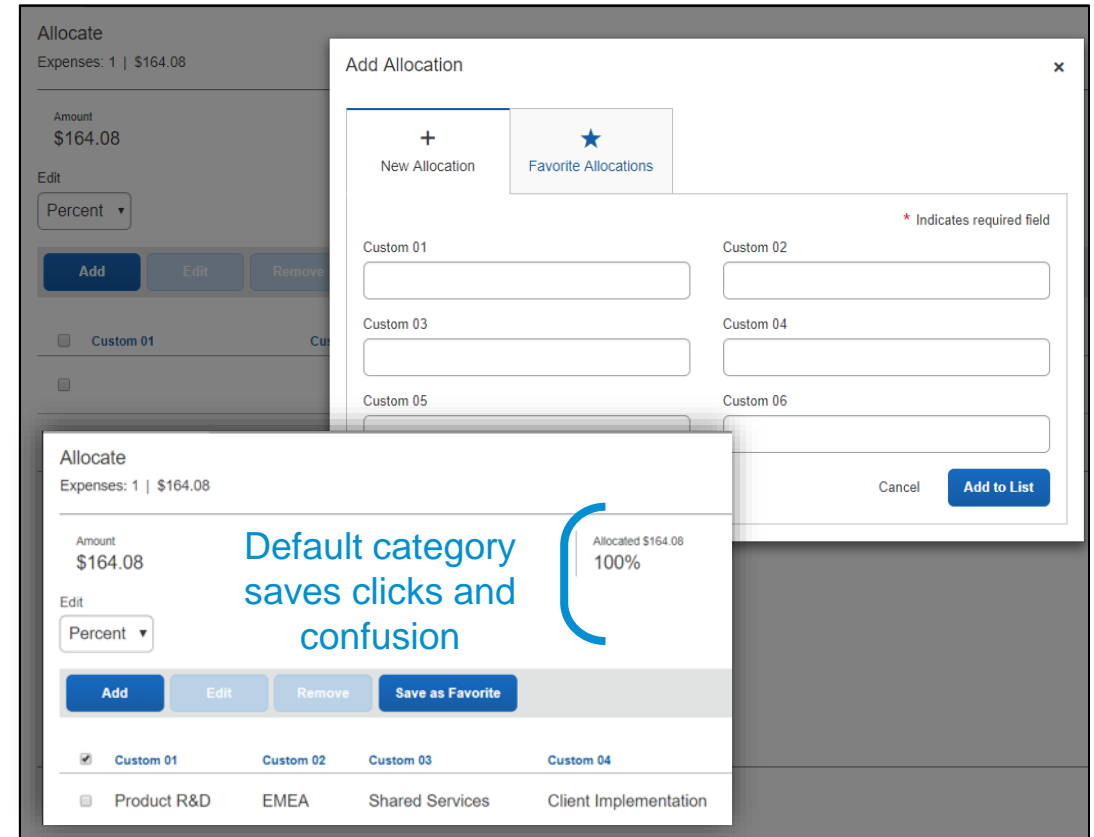 Allocate
Expenses: 1 | $164.08
Amount
$164.08
Edit
Percent
Add Edit Remove
Custom 01
Add Allocation
×
+
New Allocation
★
Favorite Allocations
* Indicates required field
Custom 01 Custom 02
Custom 03 Custom 04
Custom 05 Custom 06
Cancel Add to List
Allocate
Expenses: 1 | $164.08
Amount
$164.08
Default category
saves clicks and
confusion
Allocated $164.08
100%
Edit
Percent
Add Edit Remove Save as Favorite
Custom 01 Custom 02 Custom 03 Custom 04
Product R&D EMEA Shared Services Client Implementation